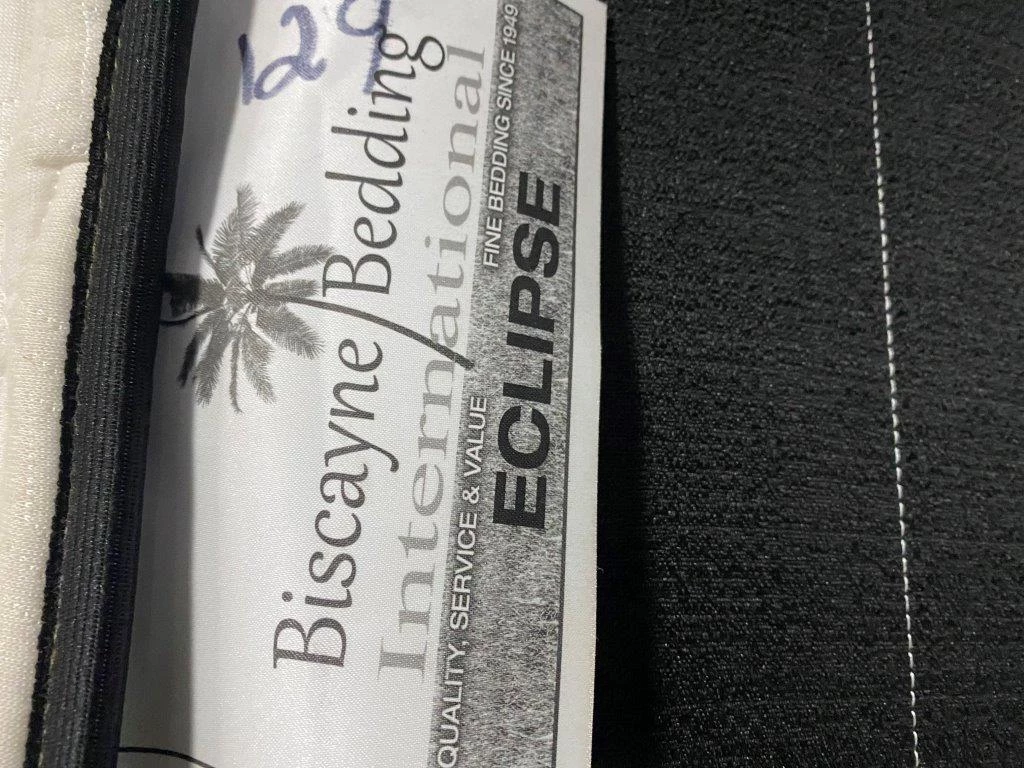 Biscayne Bedding
International
QUALITY, SERVICE & VALUE FINE BEDDING SINCE 1949
ECLIPSE